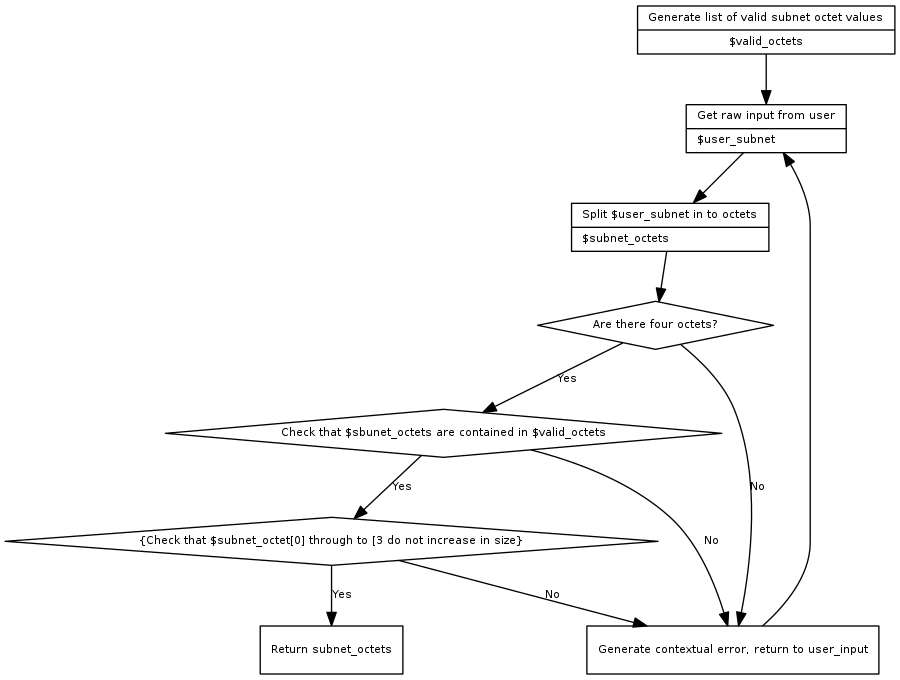 Generate list of valid subnet octet values
$valid_octets
Get raw input from user
$user_subnet
Split $user_subnet in to octets
$subnet_octets
Are there four octets?
Yes
Check that $sbunet_octets are contained in $valid_octets
Yes
No
{Check that $subnet_octet[0] through to [3 do not increase in size}
No
Yes
No
Return subnet_octets
Generate contextual error, return to user_input